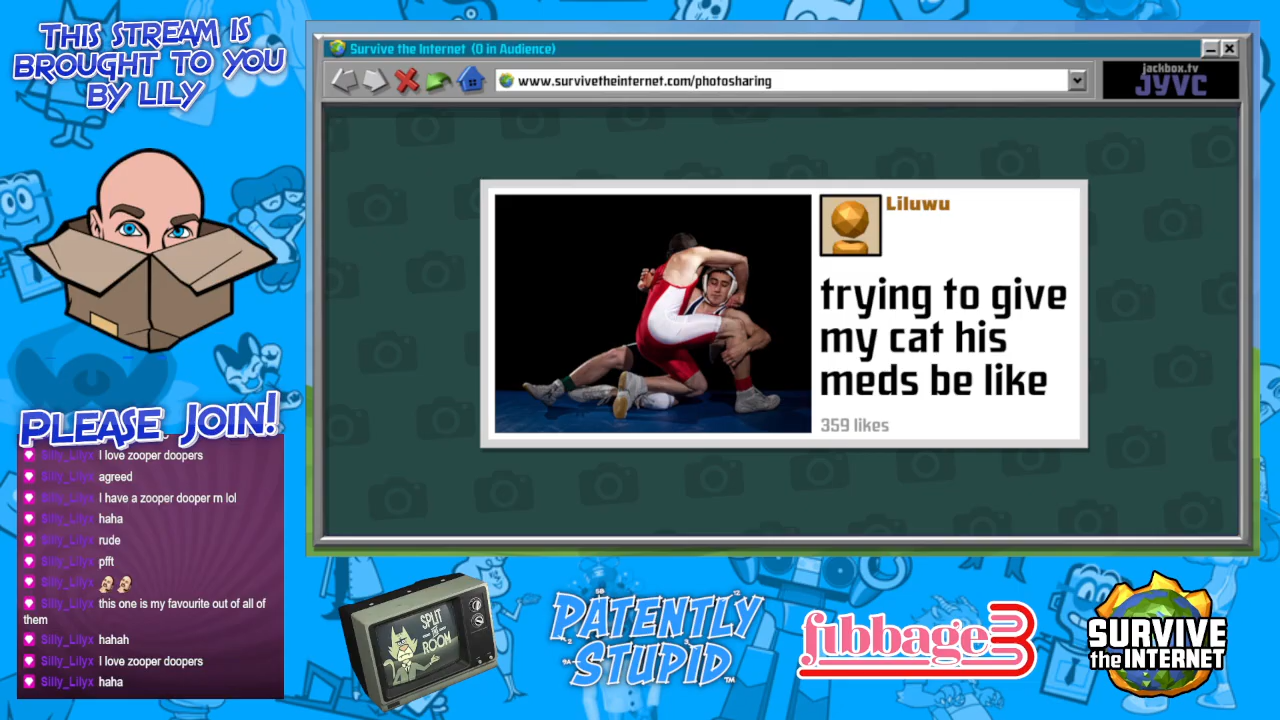 THIS STREAM IS
BROUGHT TO YOU
BY LILY
Survive the Internet (0 in Audience)
www.survivetheinternet.com/photosharing
jackbox.tv
JYVC
Liluwu
trying to give
my cat his
meds be like
359 likes
PLEASE JOIN!
Silly_Lilyx I love zooper doopers
Silly_Lilyx agreed
Silly_Lilyx I have a zooper dooper rn lol
Silly_Lilyx haha
Silly_Lilyx rude
Silly_Lilyx pfft
Silly_Lilyx
Silly_Lilyx this one is my favourite out of all of
them
Silly_Lilyx hahah
Silly_Lilyx I love zooper doopers
Silly_Lilyx haha
SPLIT
THE
ROOM
PATENTLY
STUPID™
fibbage 3
SURVIVE
the INTERNET